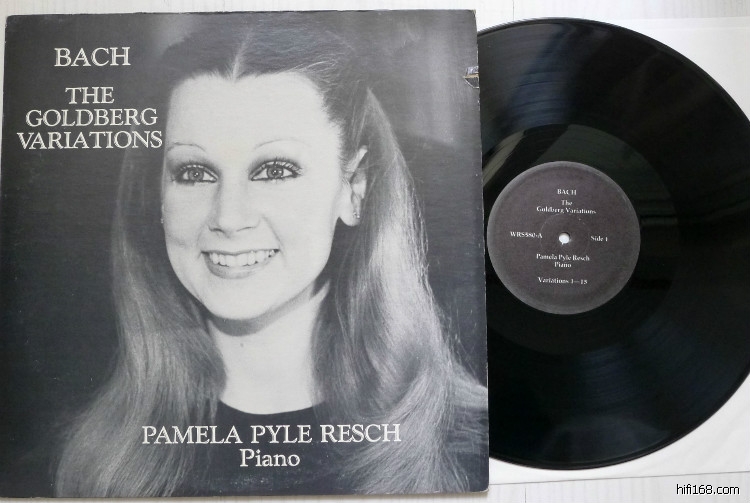 BACH
THE
GOLDBERG
VARIATIONS
PAMELA PYLE RESCH
Piano
BACH
The
Goldberg Variations
WRS580-A
Side 1
Pamela Pyle Resch
Piano
Variations 1—15
hifi168.com